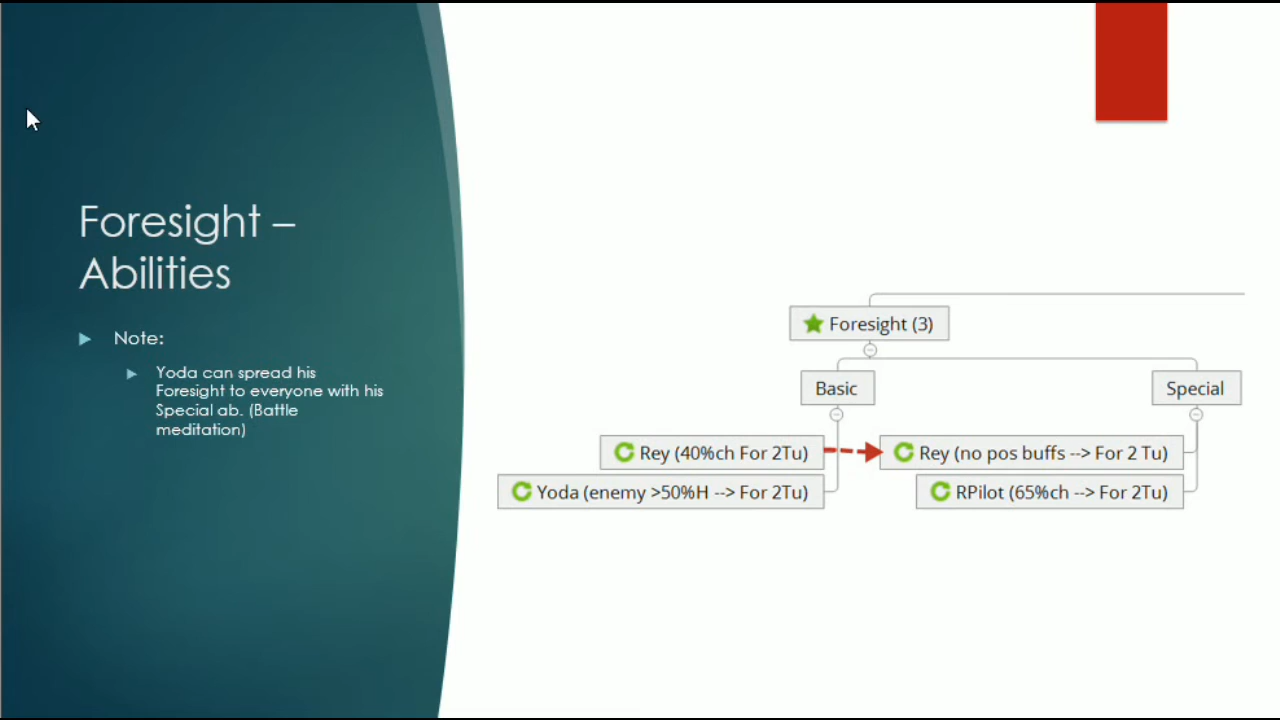 Foresight –
Abilities
Note:
Yoda can spread his
Foresight to everyone with his
Special ab. (Battle
meditation)
Foresight (3)
Basic
Special
Rey (40%ch For 2Tu)
Rey (no pos buffs --> For 2 Tu)
Yoda (enemy >50%H --> For 2Tu)
RPilot (65%ch --> For 2Tu)